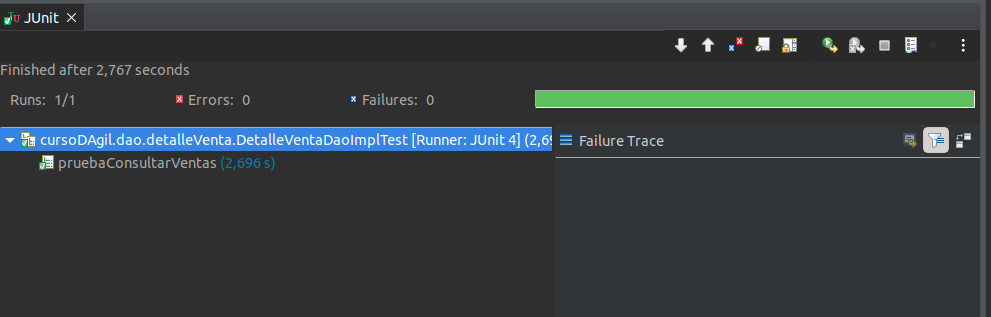 JUnit
Finished after 2,767 seconds
Runs: 1/1 Errors: 0 Failures: 0
cursoDAgil.dao.detalleVenta.DetalleVentaDaoImplTest [Runner: JUnit 4] (2,69
Failure Trace
pruebaConsultarVentas (2,696 s)